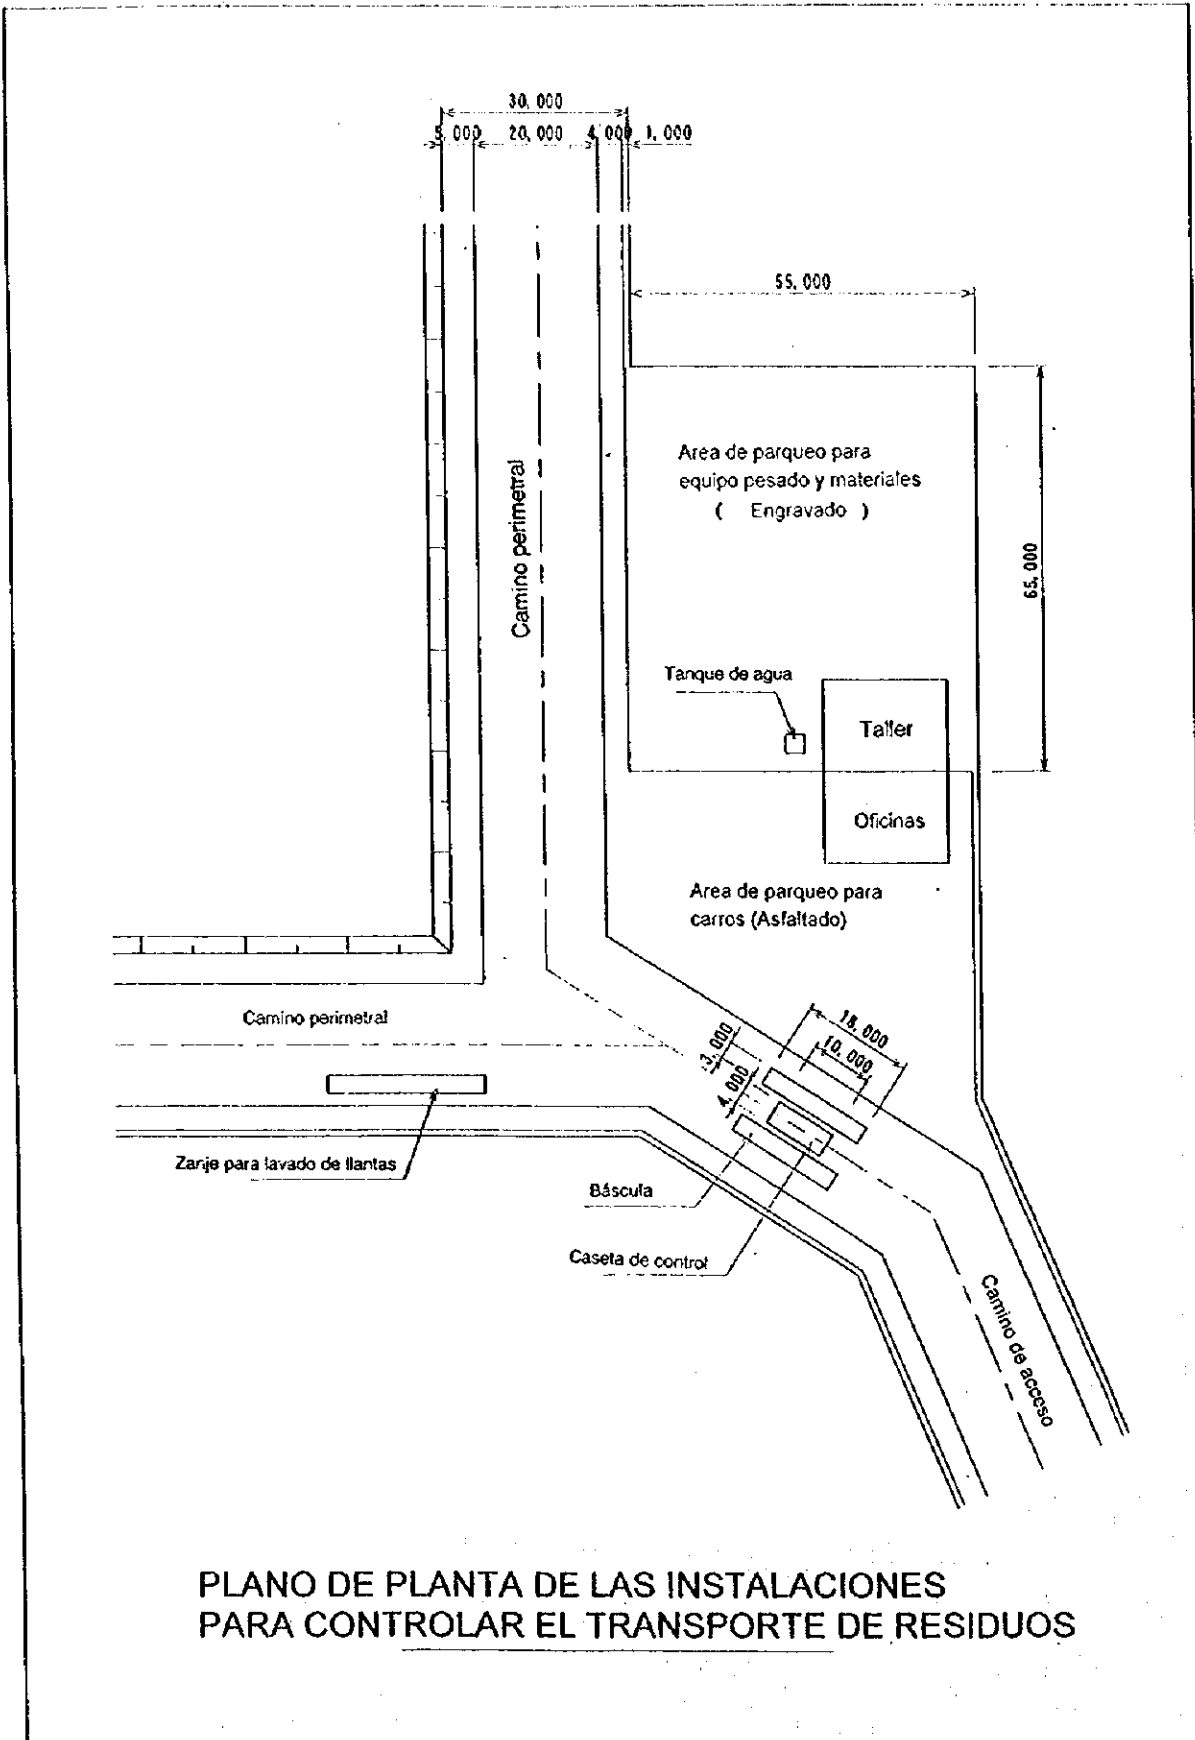 30,000
5,000 20,000 4,000 1,000
55,000
Area de parqueo para
equipo pesado y materiales
( Engravado )
Camino perimetral
65,000
Tanque de agua
Taller
Oficinas
Area de parqueo para
carros (Asfaltado)
Camino perimetral
18,000
10,000
3,000
4,000
Zanje para lavado de llantas
Báscula
Caseta de control
Camino de acceso
PLANO DE PLANTA DE LAS INSTALACIONES
PARA CONTROLAR EL TRANSPORTE DE RESIDUOS